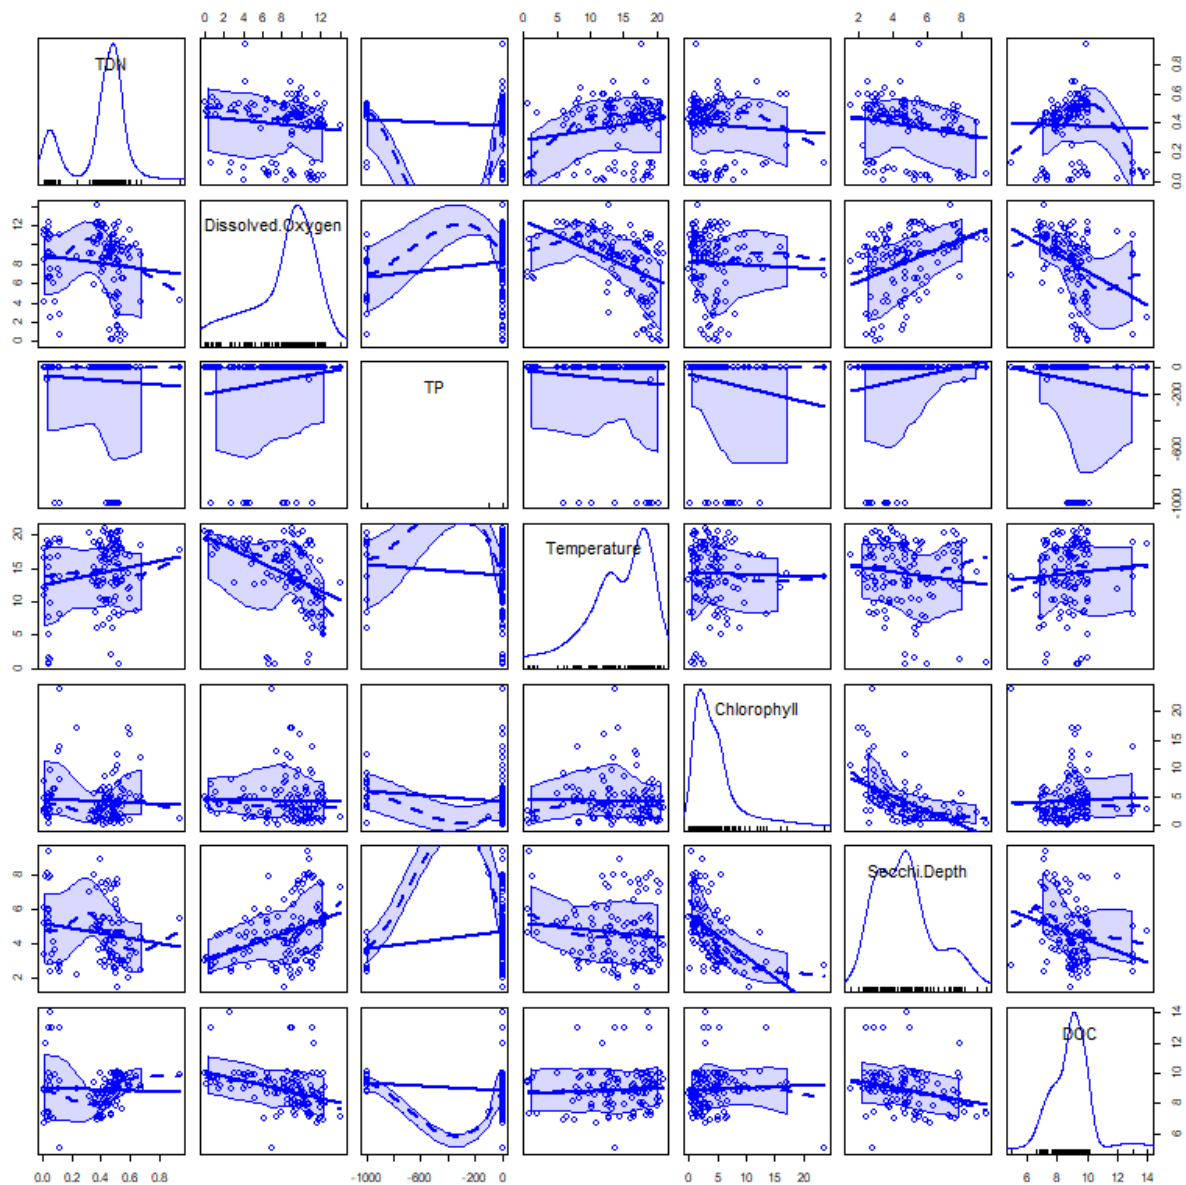 0 2 4 6 8 12
0 5 10 15 20
2 4 6 8
TDN
0.0 0.2 0.4 0.6 0.8
Dissolved.Oxygen
0 2 4 6 8 12
TP
-1000 -600 -200 0
Temperature
0 5 10 15 20
Chlorophyll
0 5 10 15 20
Secchi.Depth
2 4 6 8
DOC
6 8 10 12 14
0.0 0.2 0.4 0.6 0.8
-1000 -200 0
0 5 10 15 20
6 8 10 12 14